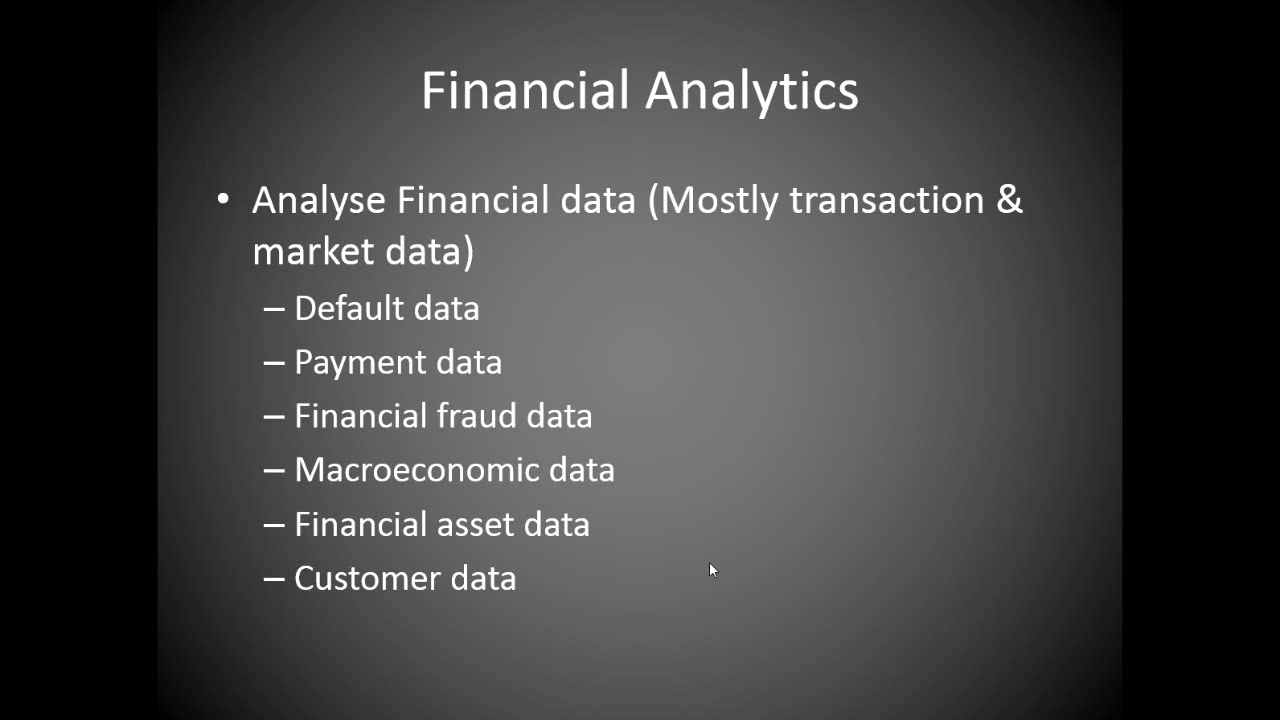 Financial Analytics
• Analyse Financial data (Mostly transaction &
market data)
– Default data
– Payment data
– Financial fraud data
– Macroeconomic data
– Financial asset data
– Customer data